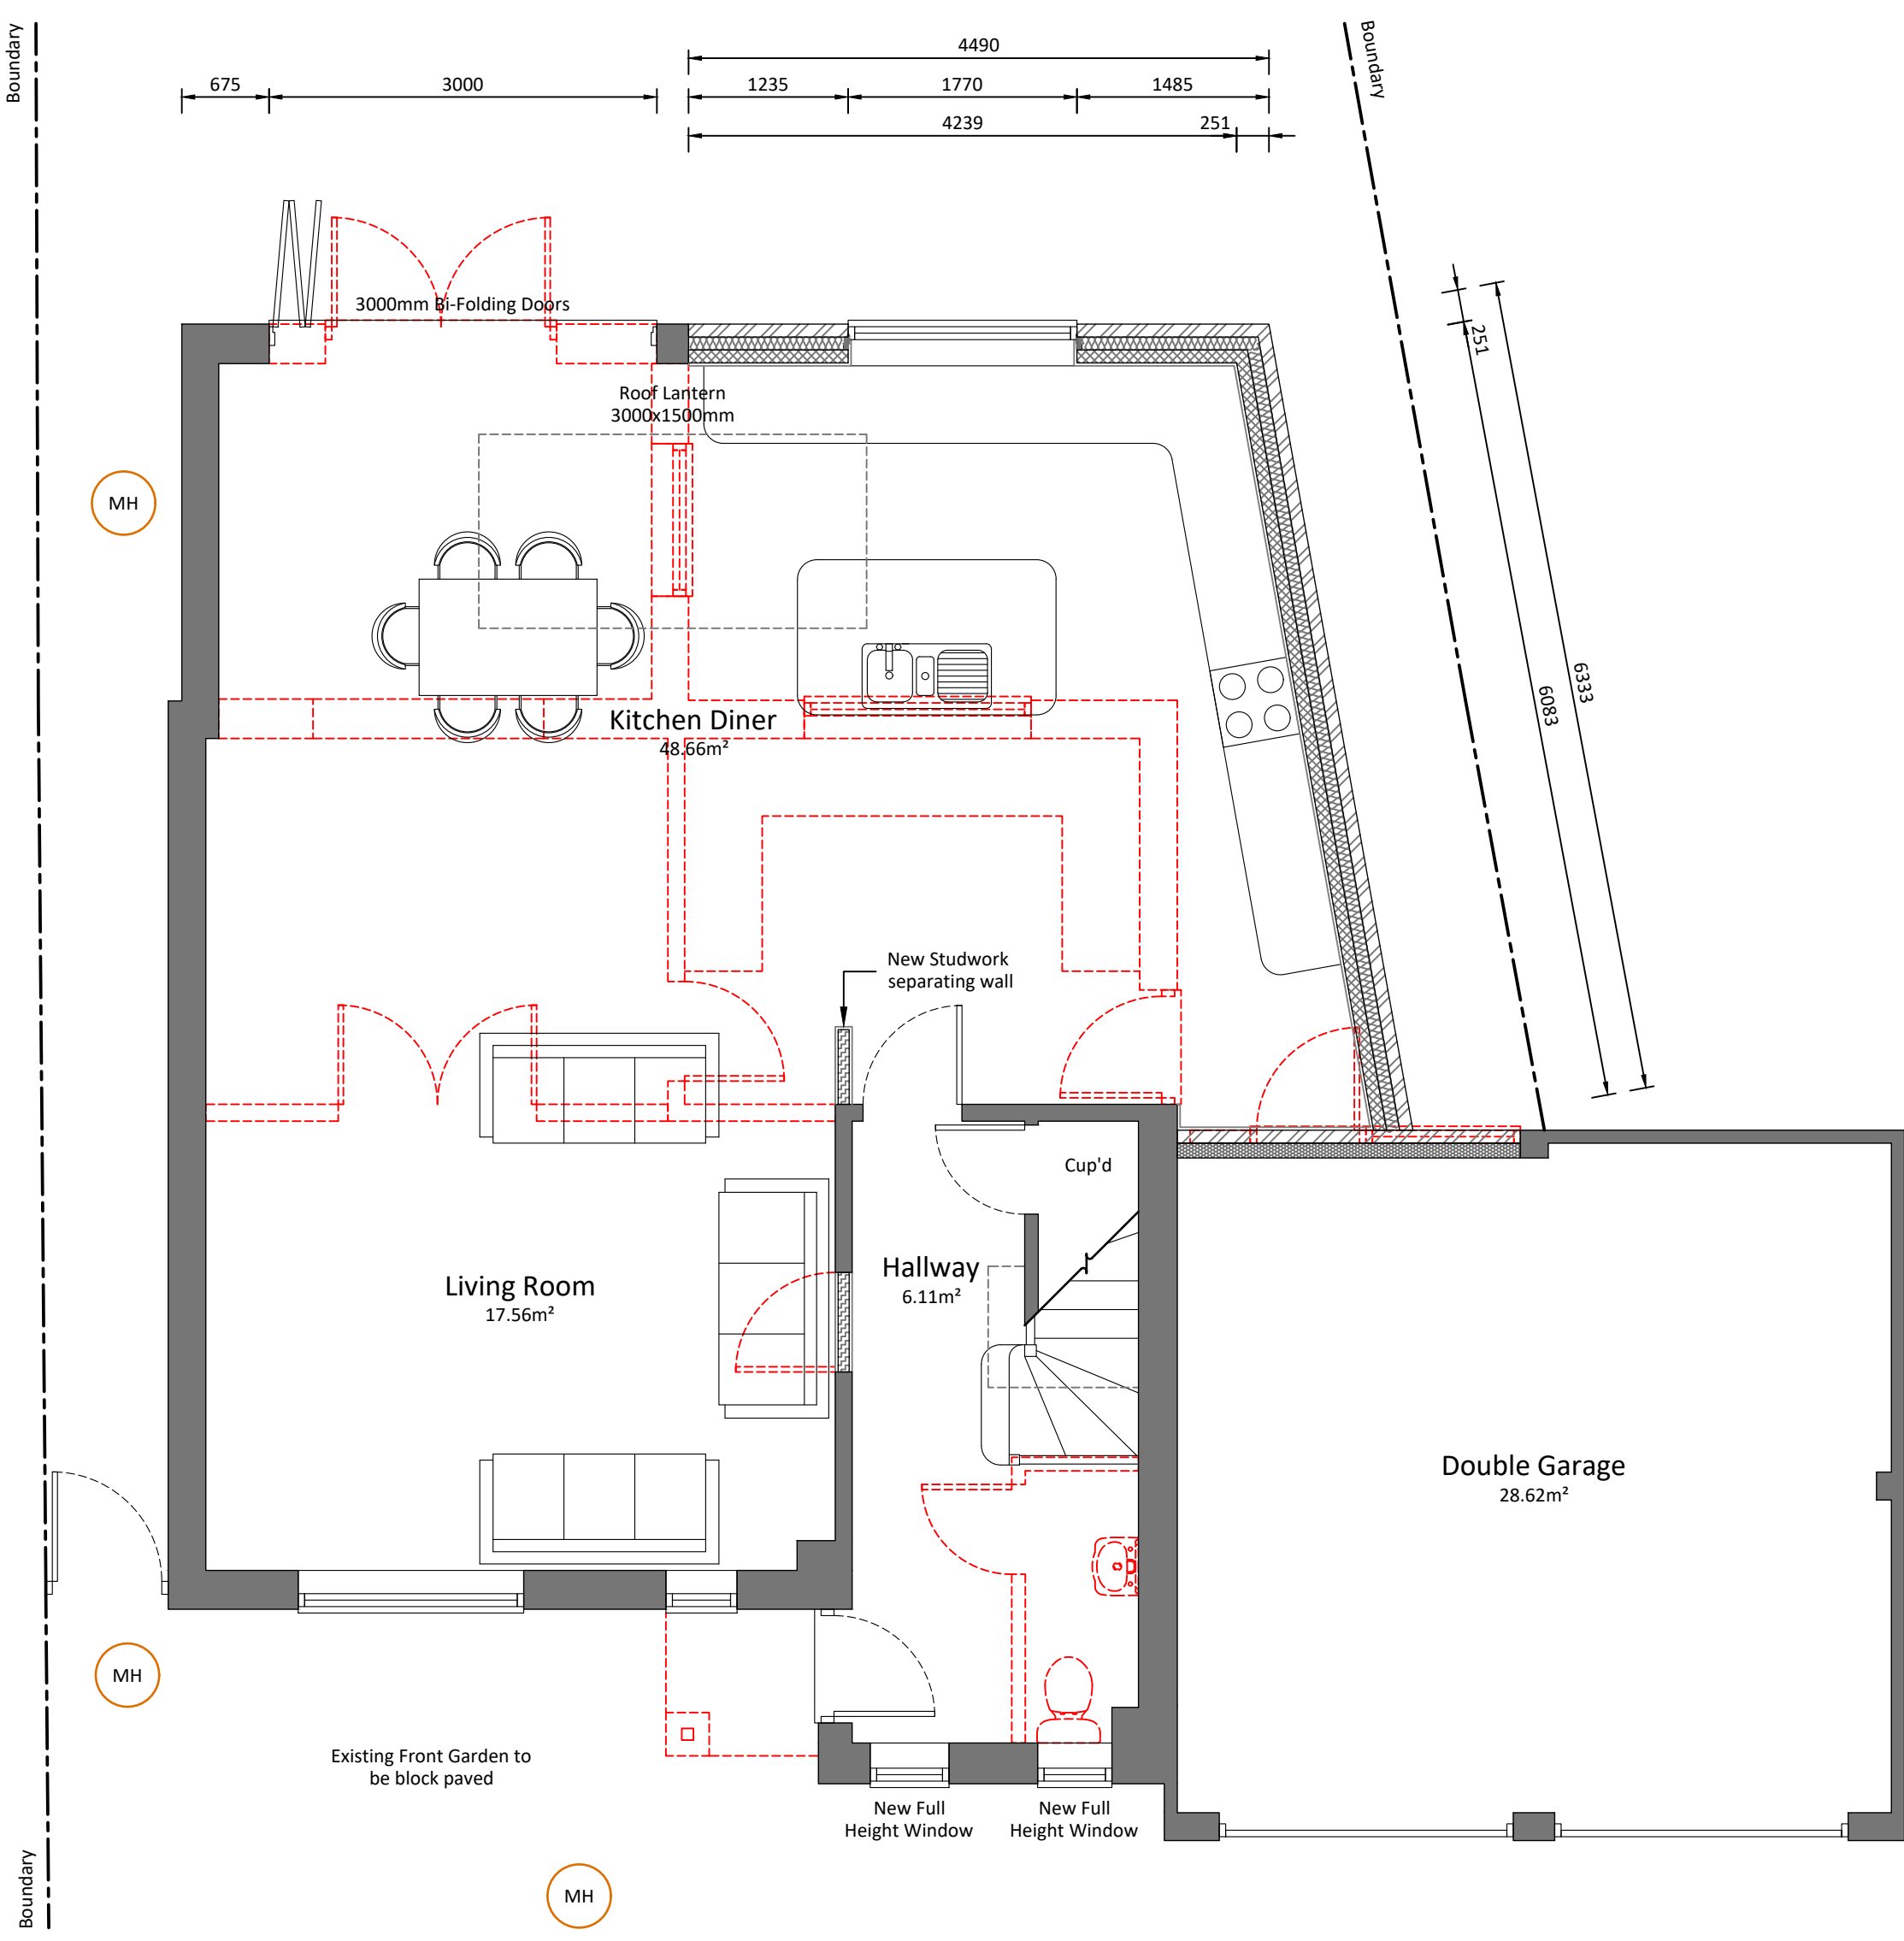 Boundary
Boundary
4490
675
3000
1235
1770
1485
4239
251
3000mm Bi-Folding Doors
251
Roof Lantern
3000x1500mm
MH
6333
6083
Kitchen Diner
48.66m²
New Studwork
separating wall
Cup'd
Living Room
17.56m²
Hallway
6.11m²
Double Garage
28.62m²
MH
Existing Front Garden to
be block paved
New Full
Height Window
New Full
Height Window
Boundary
MH